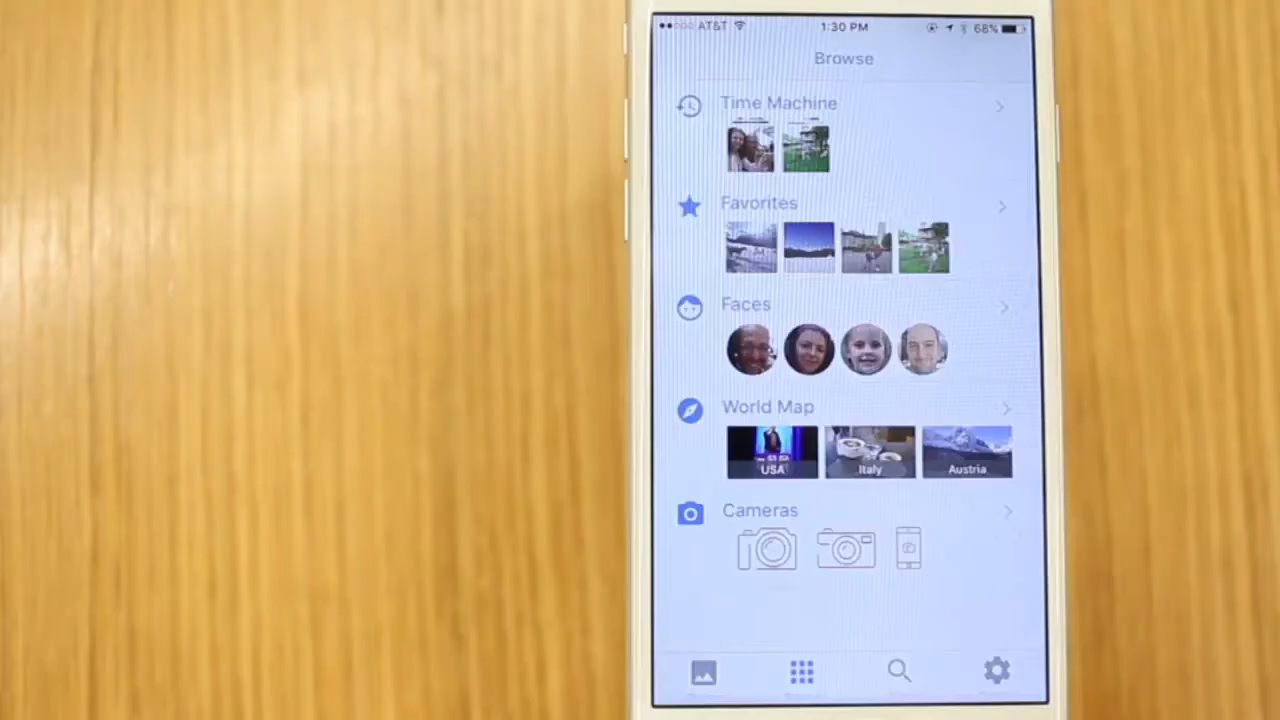 AT&T 1:30 PM 68%
Browse
Time Machine
Favorites
Faces
World Map
USA Italy Austria
Cameras